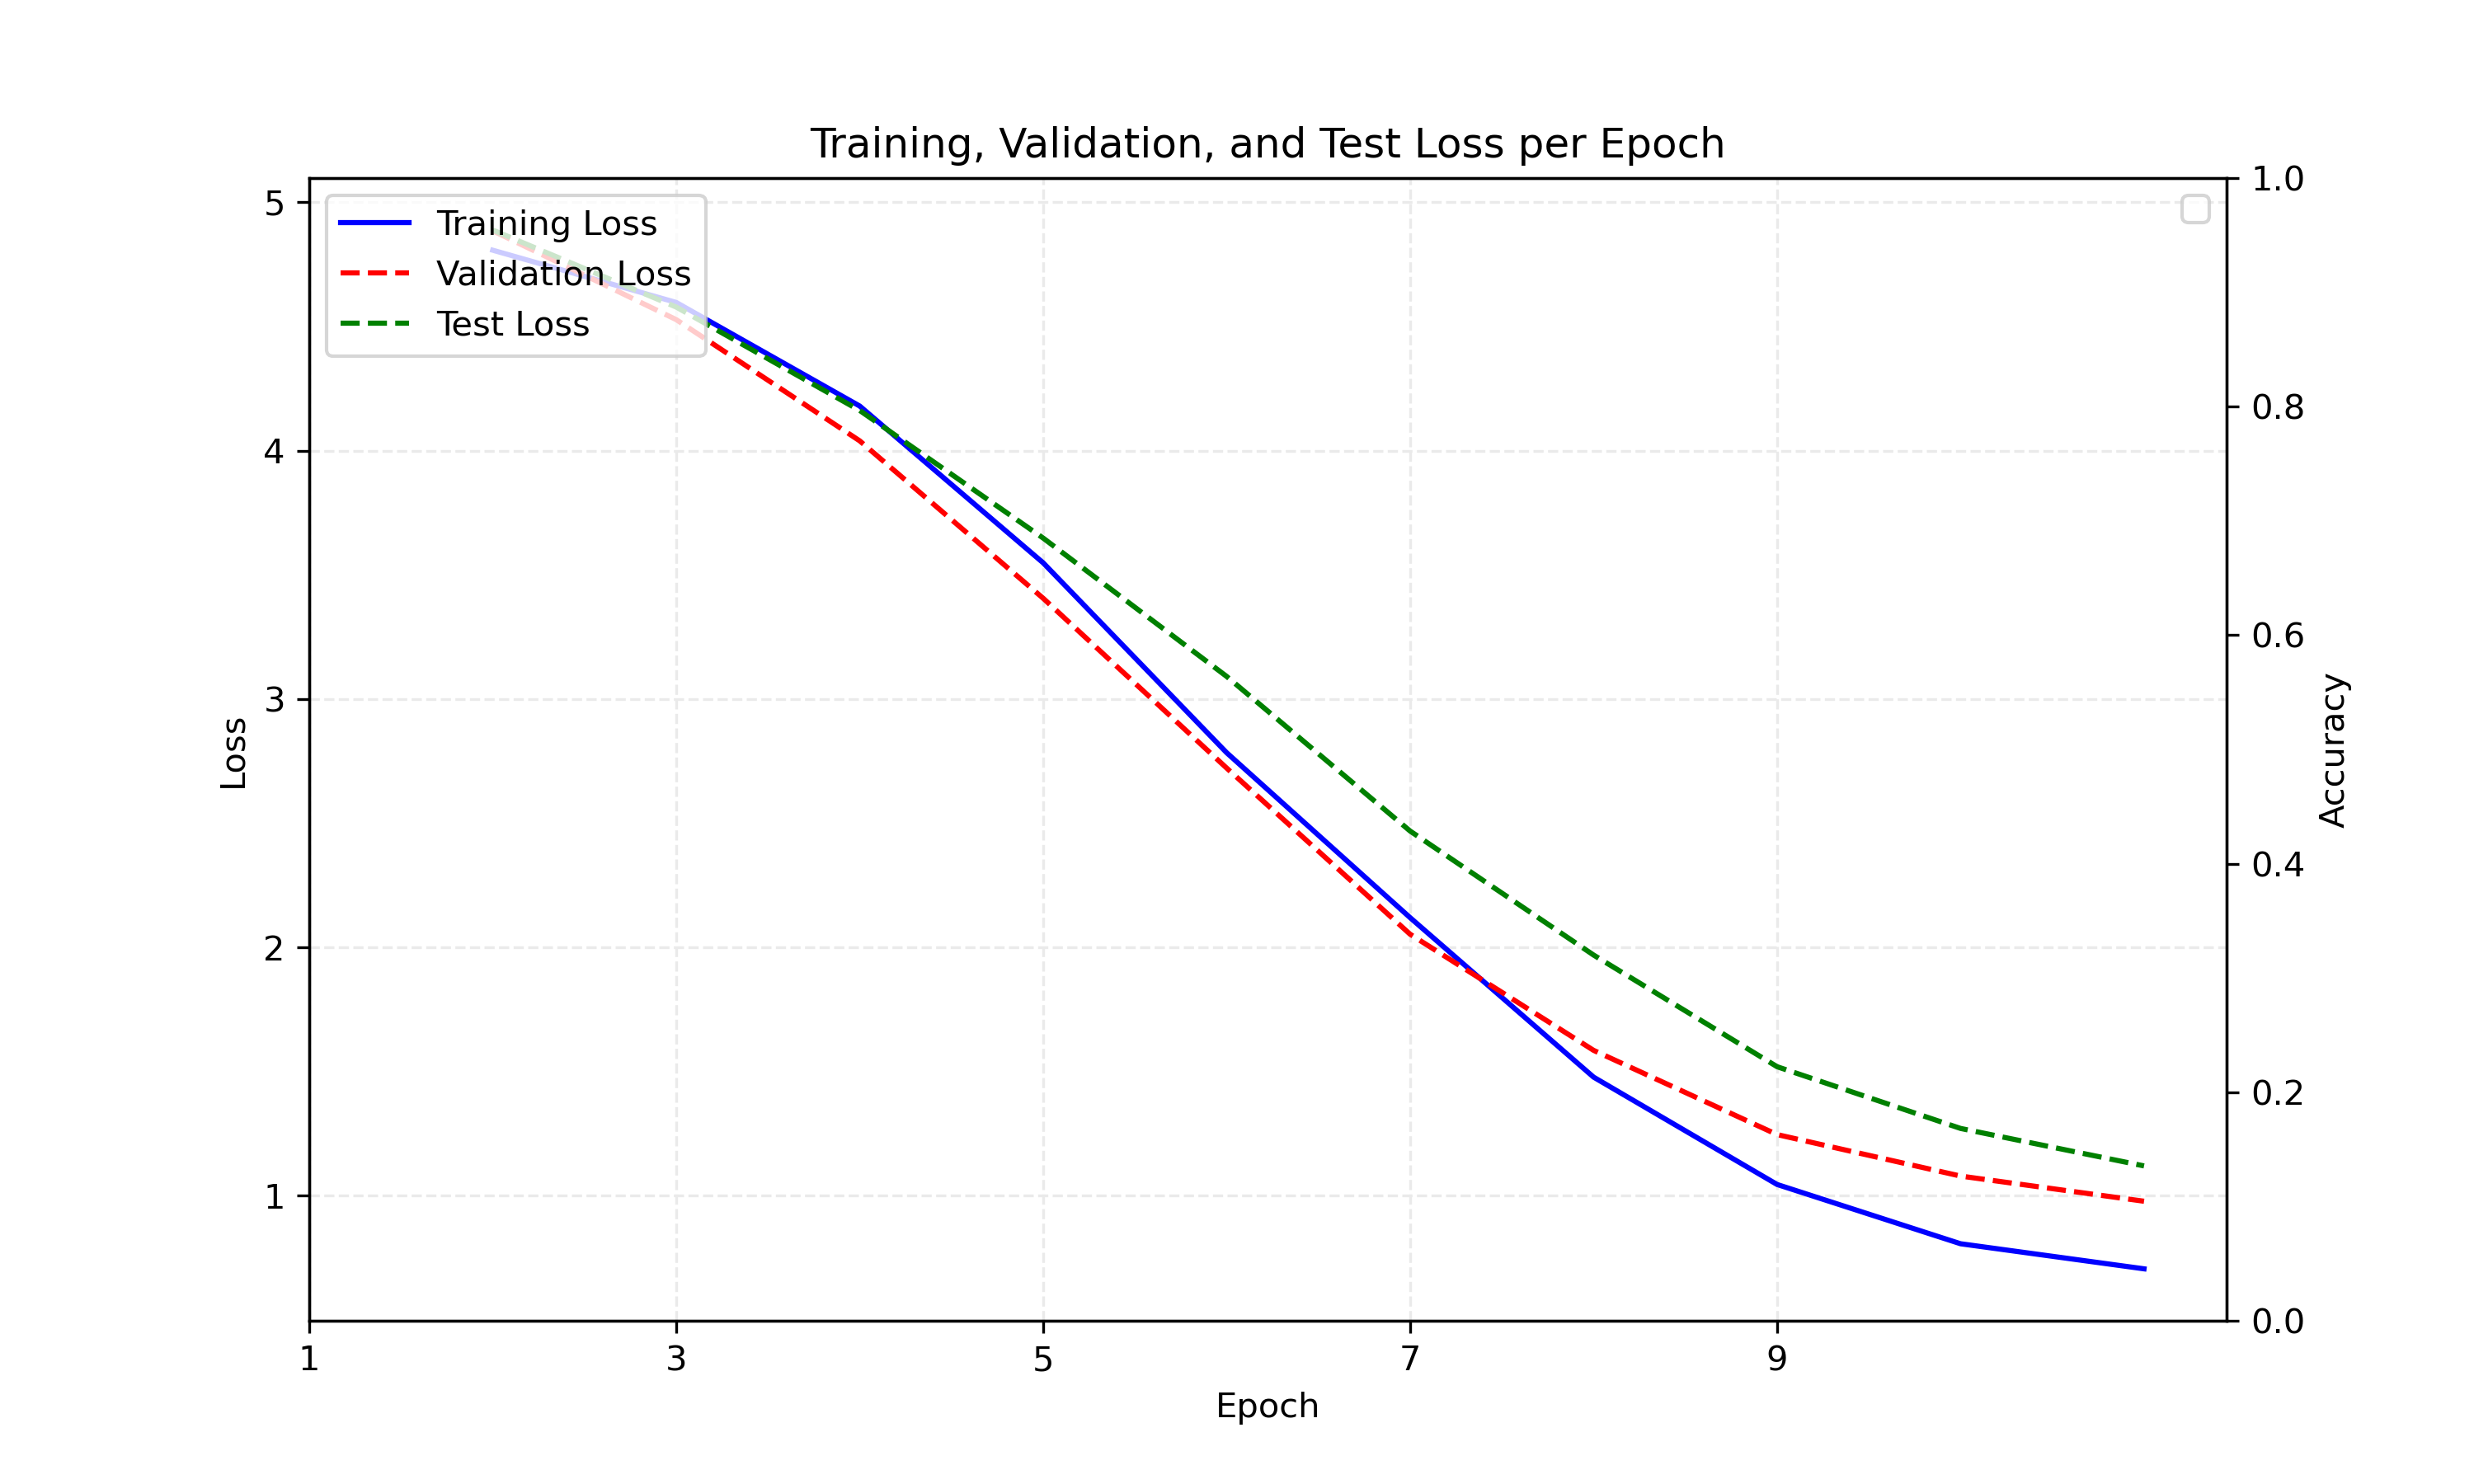 Training, Validation, and Test Loss per Epoch
Training Loss
Validation Loss
Test Loss
5
4
3
2
1
Loss
1.0
0.8
0.6
0.4
0.2
0.0
Accuracy
1 3 5 7 9
Epoch